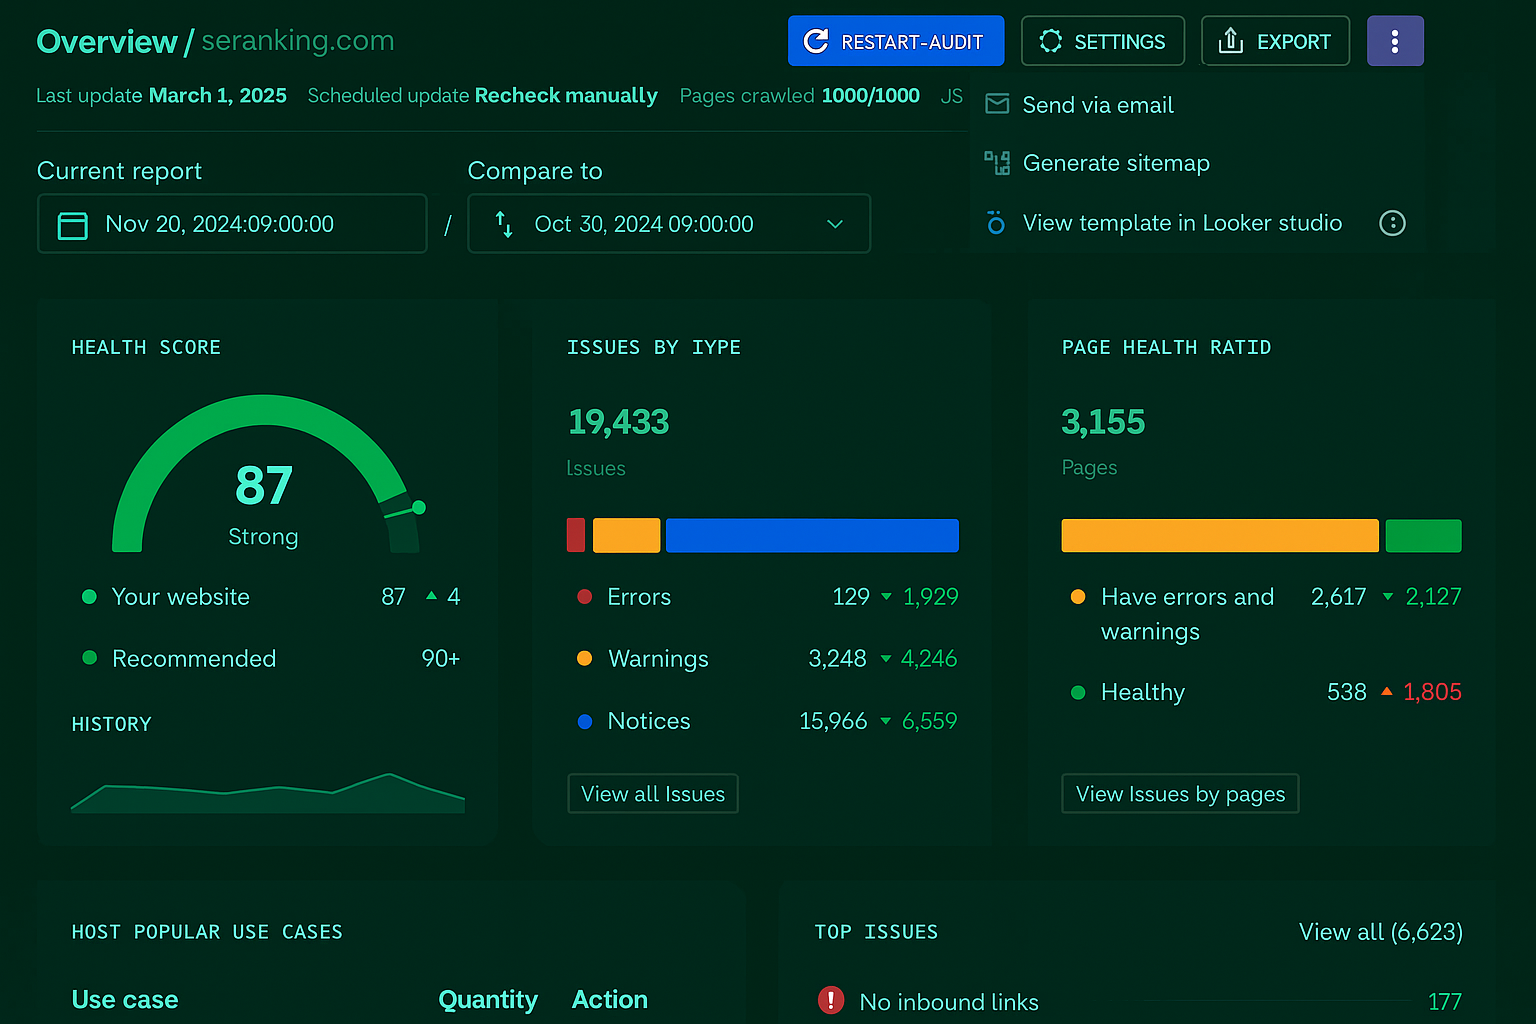 Overview / seranking.com
RESTART-AUDIT
SETTINGS
EXPORT
Last update March 1, 2025 Scheduled update Recheck manually Pages crawled 1000/1000 JS
Send via email
Generate sitemap
View template in Looker studio
Current report
Compare to
Nov 20, 2024:09:00:00
/
Oct 30, 2024 09:00:00
HEALTH SCORE
87
Strong
Your website 87 ▲ 4
Recommended 90+
HISTORY
ISSUES BY IYPE
19,433
Issues
Errors 129 ▼ 1,929
Warnings 3,248 ▼ 4,246
Notices 15,966 ▼ 6,559
View all Issues
PAGE HEALTH RATID
3,155
Pages
Have errors and 2,617 ▼ 2,127
warnings
Healthy 538 ▲ 1,805
View Issues by pages
HOST POPULAR USE CASES
Use case Quantity Action
TOP ISSUES
View all (6,623)
No inbound links 177